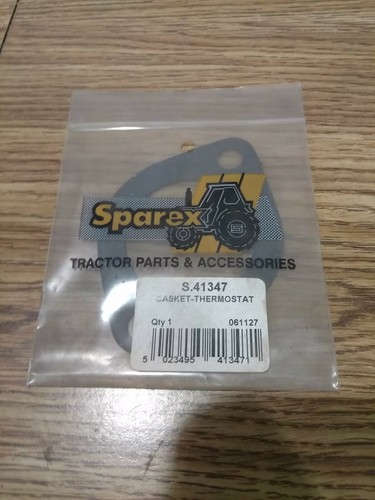 Sparex
S
TRACTOR PARTS & ACCESSORIES
S.41347
GASKET-THERMOSTAT
Qty 1 061127
5 023495 413471